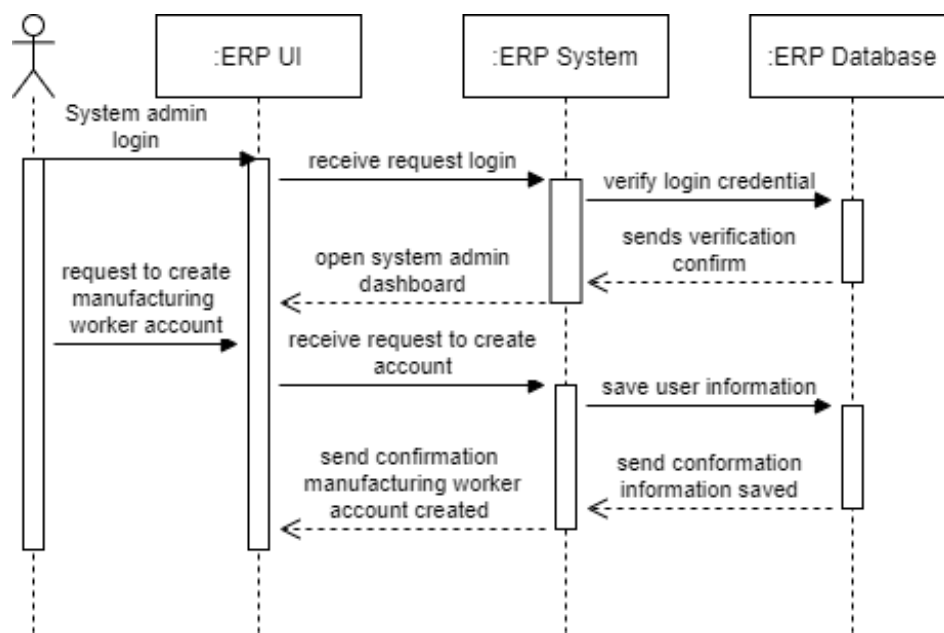 :ERP UI
:ERP System
:ERP Database
System admin
login
receive request login
verify login credential
sends verification
confirm
open system admin
dashboard
request to create
manufacturing
worker account
receive request to create
account
save user information
send confirmation
manufacturing worker
account created
send conformation
information saved